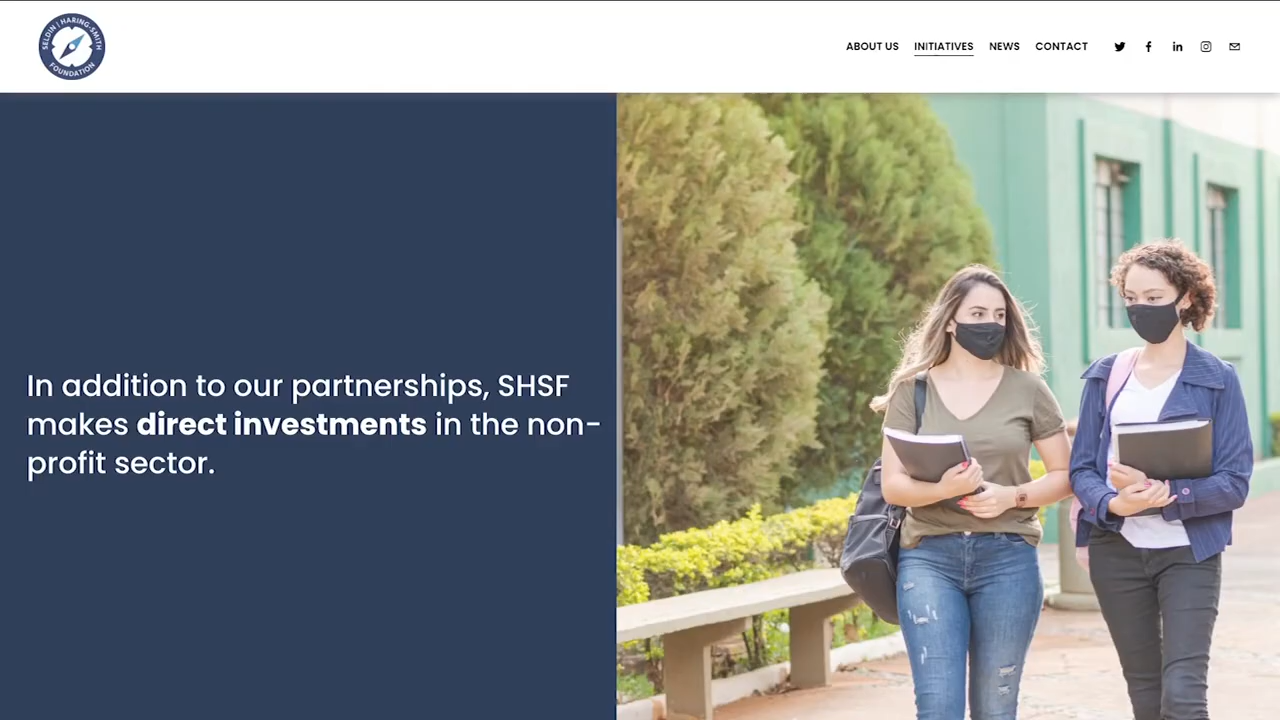 SELDIN | HARING-SMITH
FOUNDATION
ABOUT US INITIATIVES NEWS CONTACT
In addition to our partnerships, SHSF
makes direct investments in the non-
profit sector.